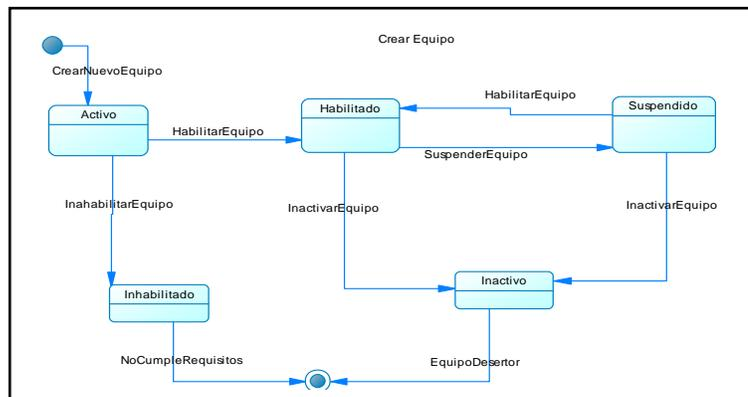 Crear Equipo
CrearNuevoEquipo
Activo
Habilitado
Suspendido
HabilitarEquipo
HabilitarEquipo
SuspenderEquipo
InahabilitarEquipo
InactivarEquipo
InactivarEquipo
Inhabilitado
Inactivo
NoCumpleRequisitos
EquipoDesertor